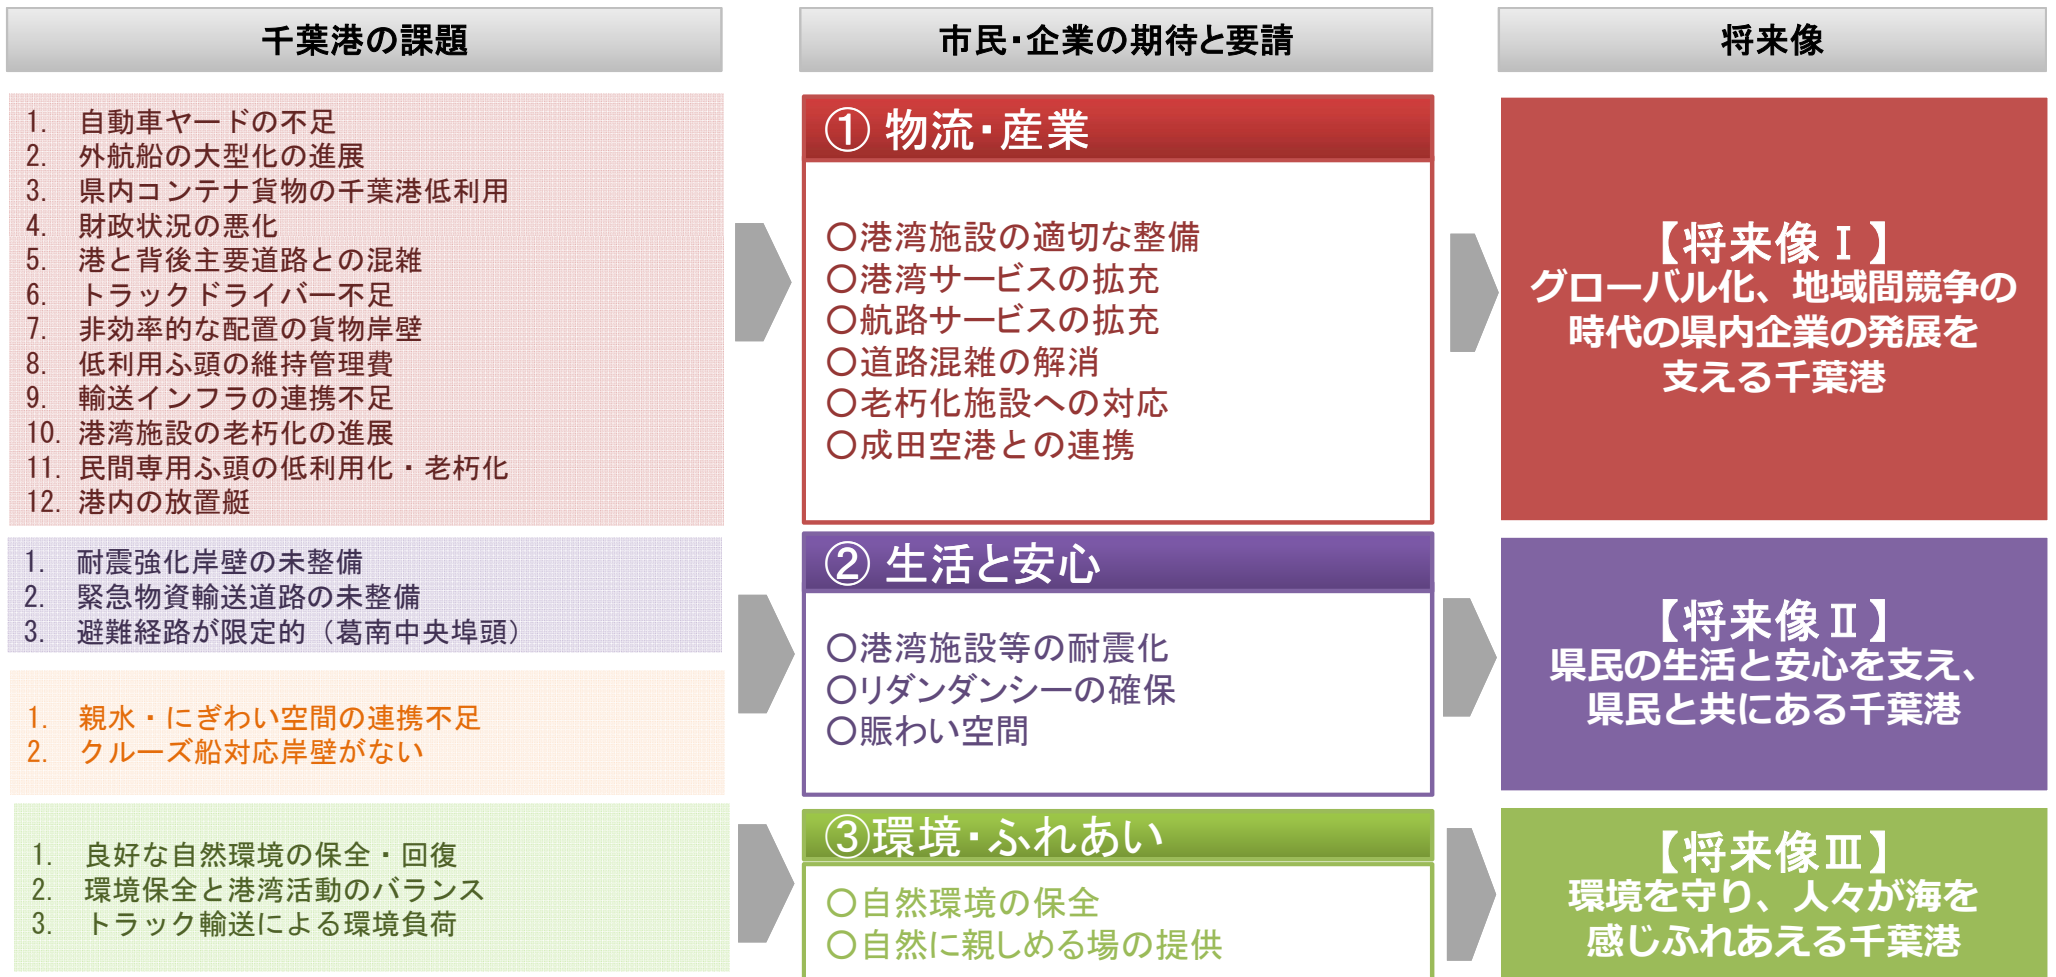 千葉港の課題
市民・企業の期待と要請
将来像
1. 自動車ヤードの不足
2. 外航船の大型化の進展
3. 県内コンテナ貨物の千葉港低利用
4. 財政状況の悪化
5. 港と背後主要道路との混雑
6. トラックドライバー不足
7. 非効率的な配置の貨物岸壁
8. 低利用ふ頭の維持管理費
9. 輸送インフラの連携不足
10. 港湾施設の老朽化の進展
11. 民間専用ふ頭の低利用化・老朽化
12. 港内の放置艇
① 物流・産業
○港湾施設の適切な整備
○港湾サービスの拡充
○航路サービスの拡充
○道路混雑の解消
○老朽化施設への対応
○成田空港との連携
【将来像Ⅰ】
グローバル化、地域間競争の
時代の県内企業の発展を
支える千葉港
1. 耐震強化岸壁の未整備
2. 緊急物資輸送道路の未整備
3. 避難経路が限定的（葛南中央埠頭）
1. 親水・にぎわい空間の連携不足
2. クルーズ船対応岸壁がない
② 生活と安心
○港湾施設等の耐震化
○リダンダンシーの確保
○賑わい空間
【将来像Ⅱ】
県民の生活と安心を支え、
県民と共にある千葉港
1. 良好な自然環境の保全・回復
2. 環境保全と港湾活動のバランス
3. トラック輸送による環境負荷
③環境・ふれあい
○自然環境の保全
○自然に親しめる場の提供
【将来像Ⅲ】
環境を守り、人々が海を
感じふれあえる千葉港